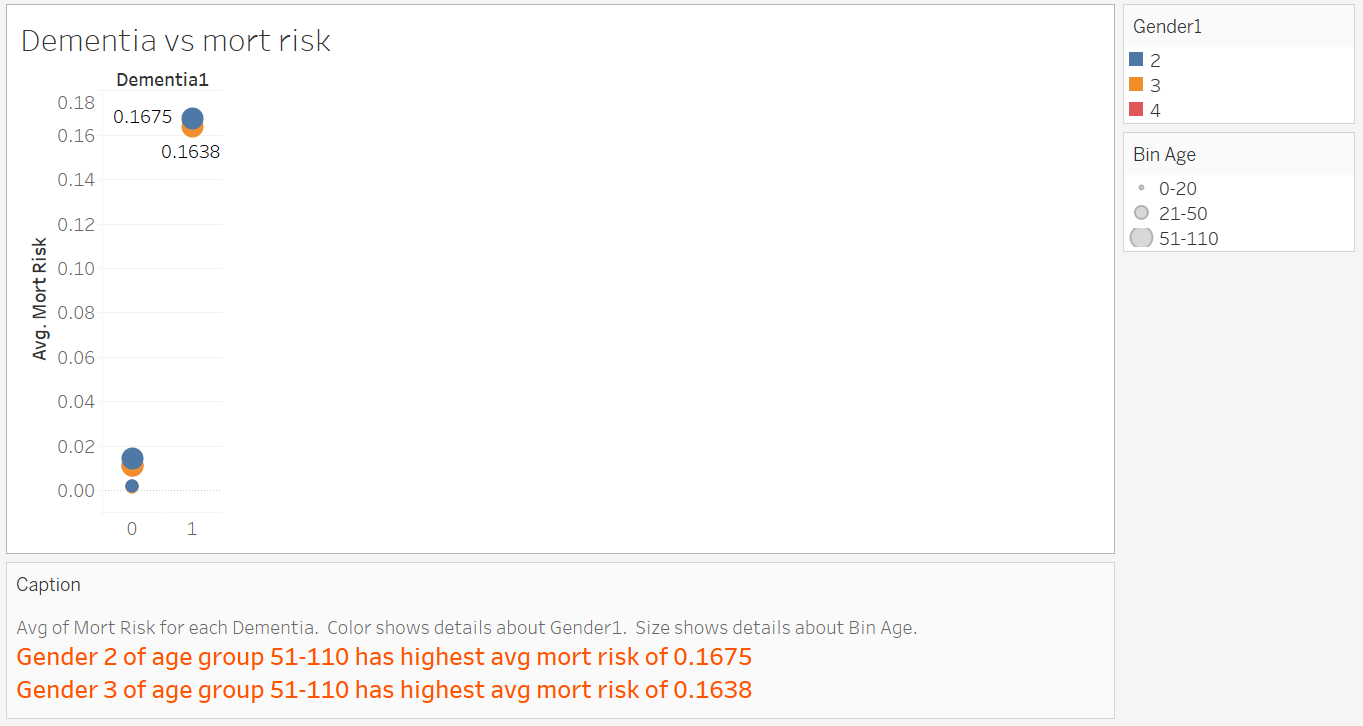 Dementia vs mort risk
Dementia1
0.18
0.16
0.14
0.12
0.10
0.08
0.06
0.04
0.02
0.00
Avg. Mort Risk
0.1675
0.1638
0 1
Gender1
2
3
4
Bin Age
0-20
21-50
51-110
Caption
Avg of Mort Risk for each Dementia.  Color shows details about Gender1.  Size shows details about Bin Age.
Gender 2 of age group 51-110 has highest avg mort risk of 0.1675
Gender 3 of age group 51-110 has highest avg mort risk of 0.1638